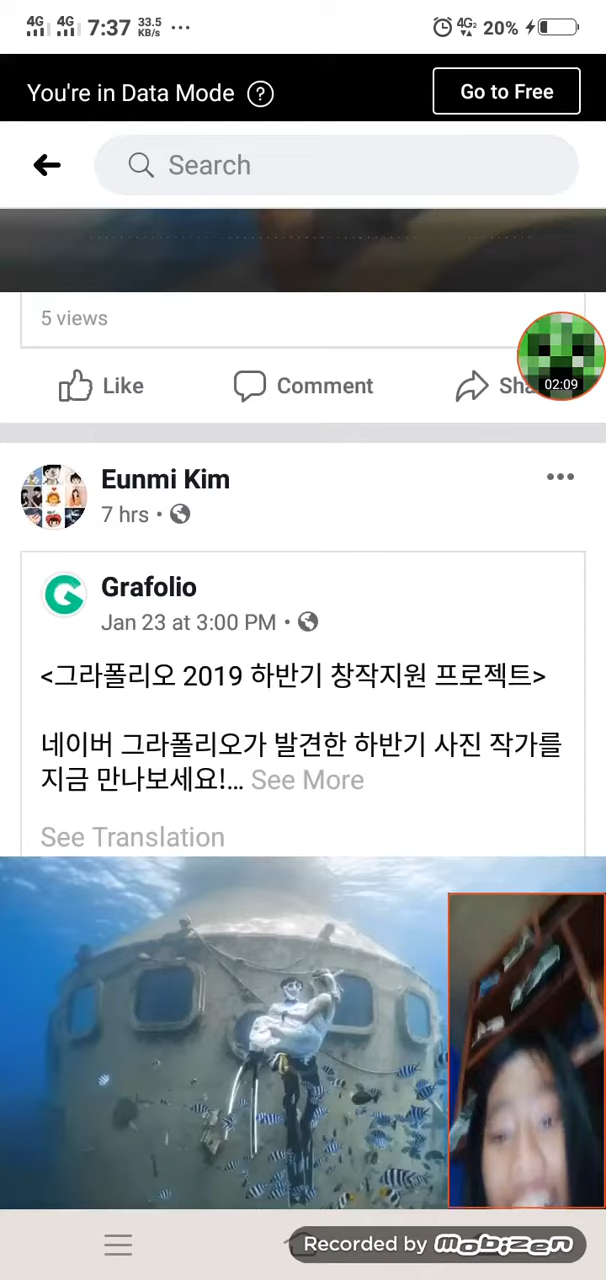 4G 4G 7:37 33.5 KB/s ... 4G2 20%
You're in Data Mode ? Go to Free
Search
5 views
Like Comment Sha
02:09
Eunmi Kim
7 hrs •
Grafolio
Jan 23 at 3:00 PM •
<그라폴리오 2019 하반기 창작지원 프로젝트>
네이버 그라폴리오가 발견한 하반기 사진 작가를
지금 만나보세요!... See More
See Translation
Recorded by mobizen